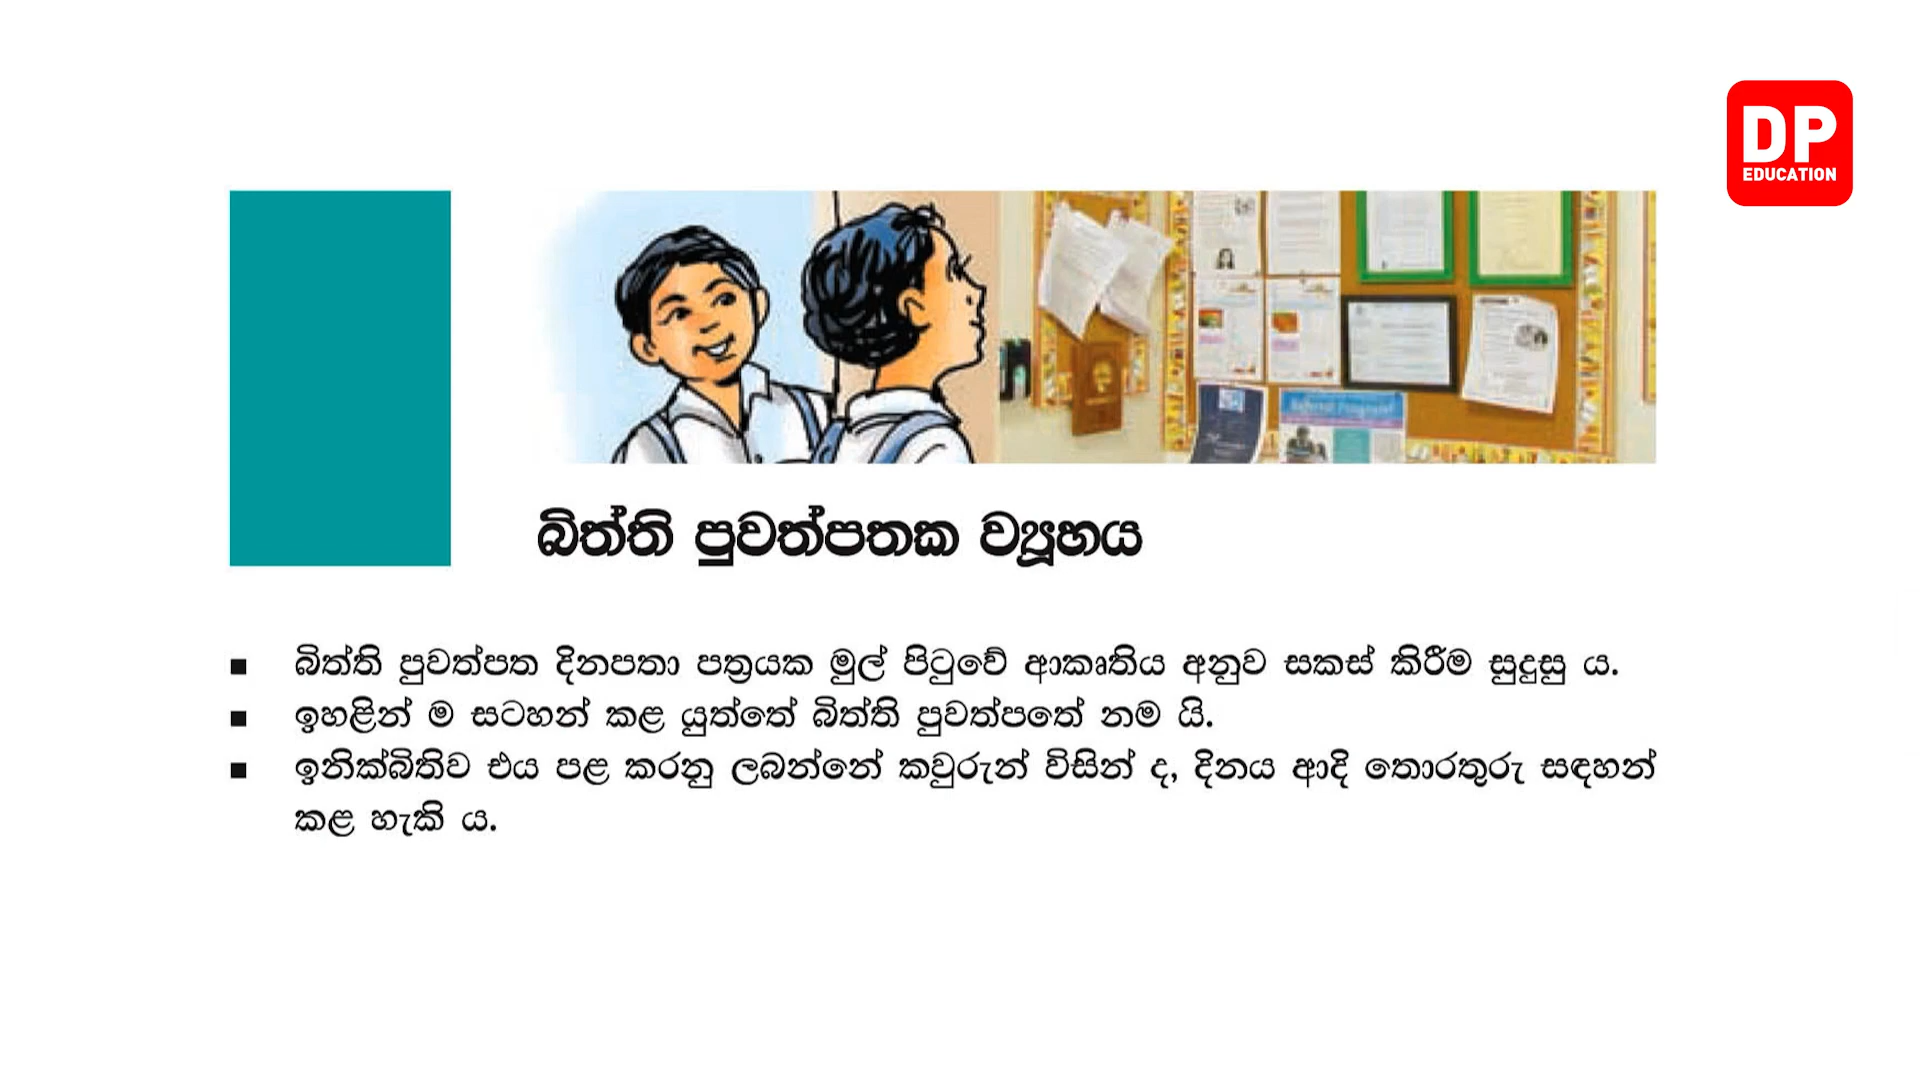 DP
EDUCATION
බිත්ති පුවත්පතක ව්‍යූහය
■ බිත්ති පුවත්පත දිනපතා පත්‍රයක මුල් පිටුවේ ආකෘතිය අනුව සකස් කිරීම සුදුසු ය.
■ ඉහළින් ම සටහන් කළ යුත්තේ බිත්ති පුවත්පතේ නම යි.
■ ඉනික්බිතිව එය පළ කරනු ලබන්නේ කවුරුන් විසින් ද, දිනය ආදි තොරතුරු සඳහන්
කළ හැකි ය.